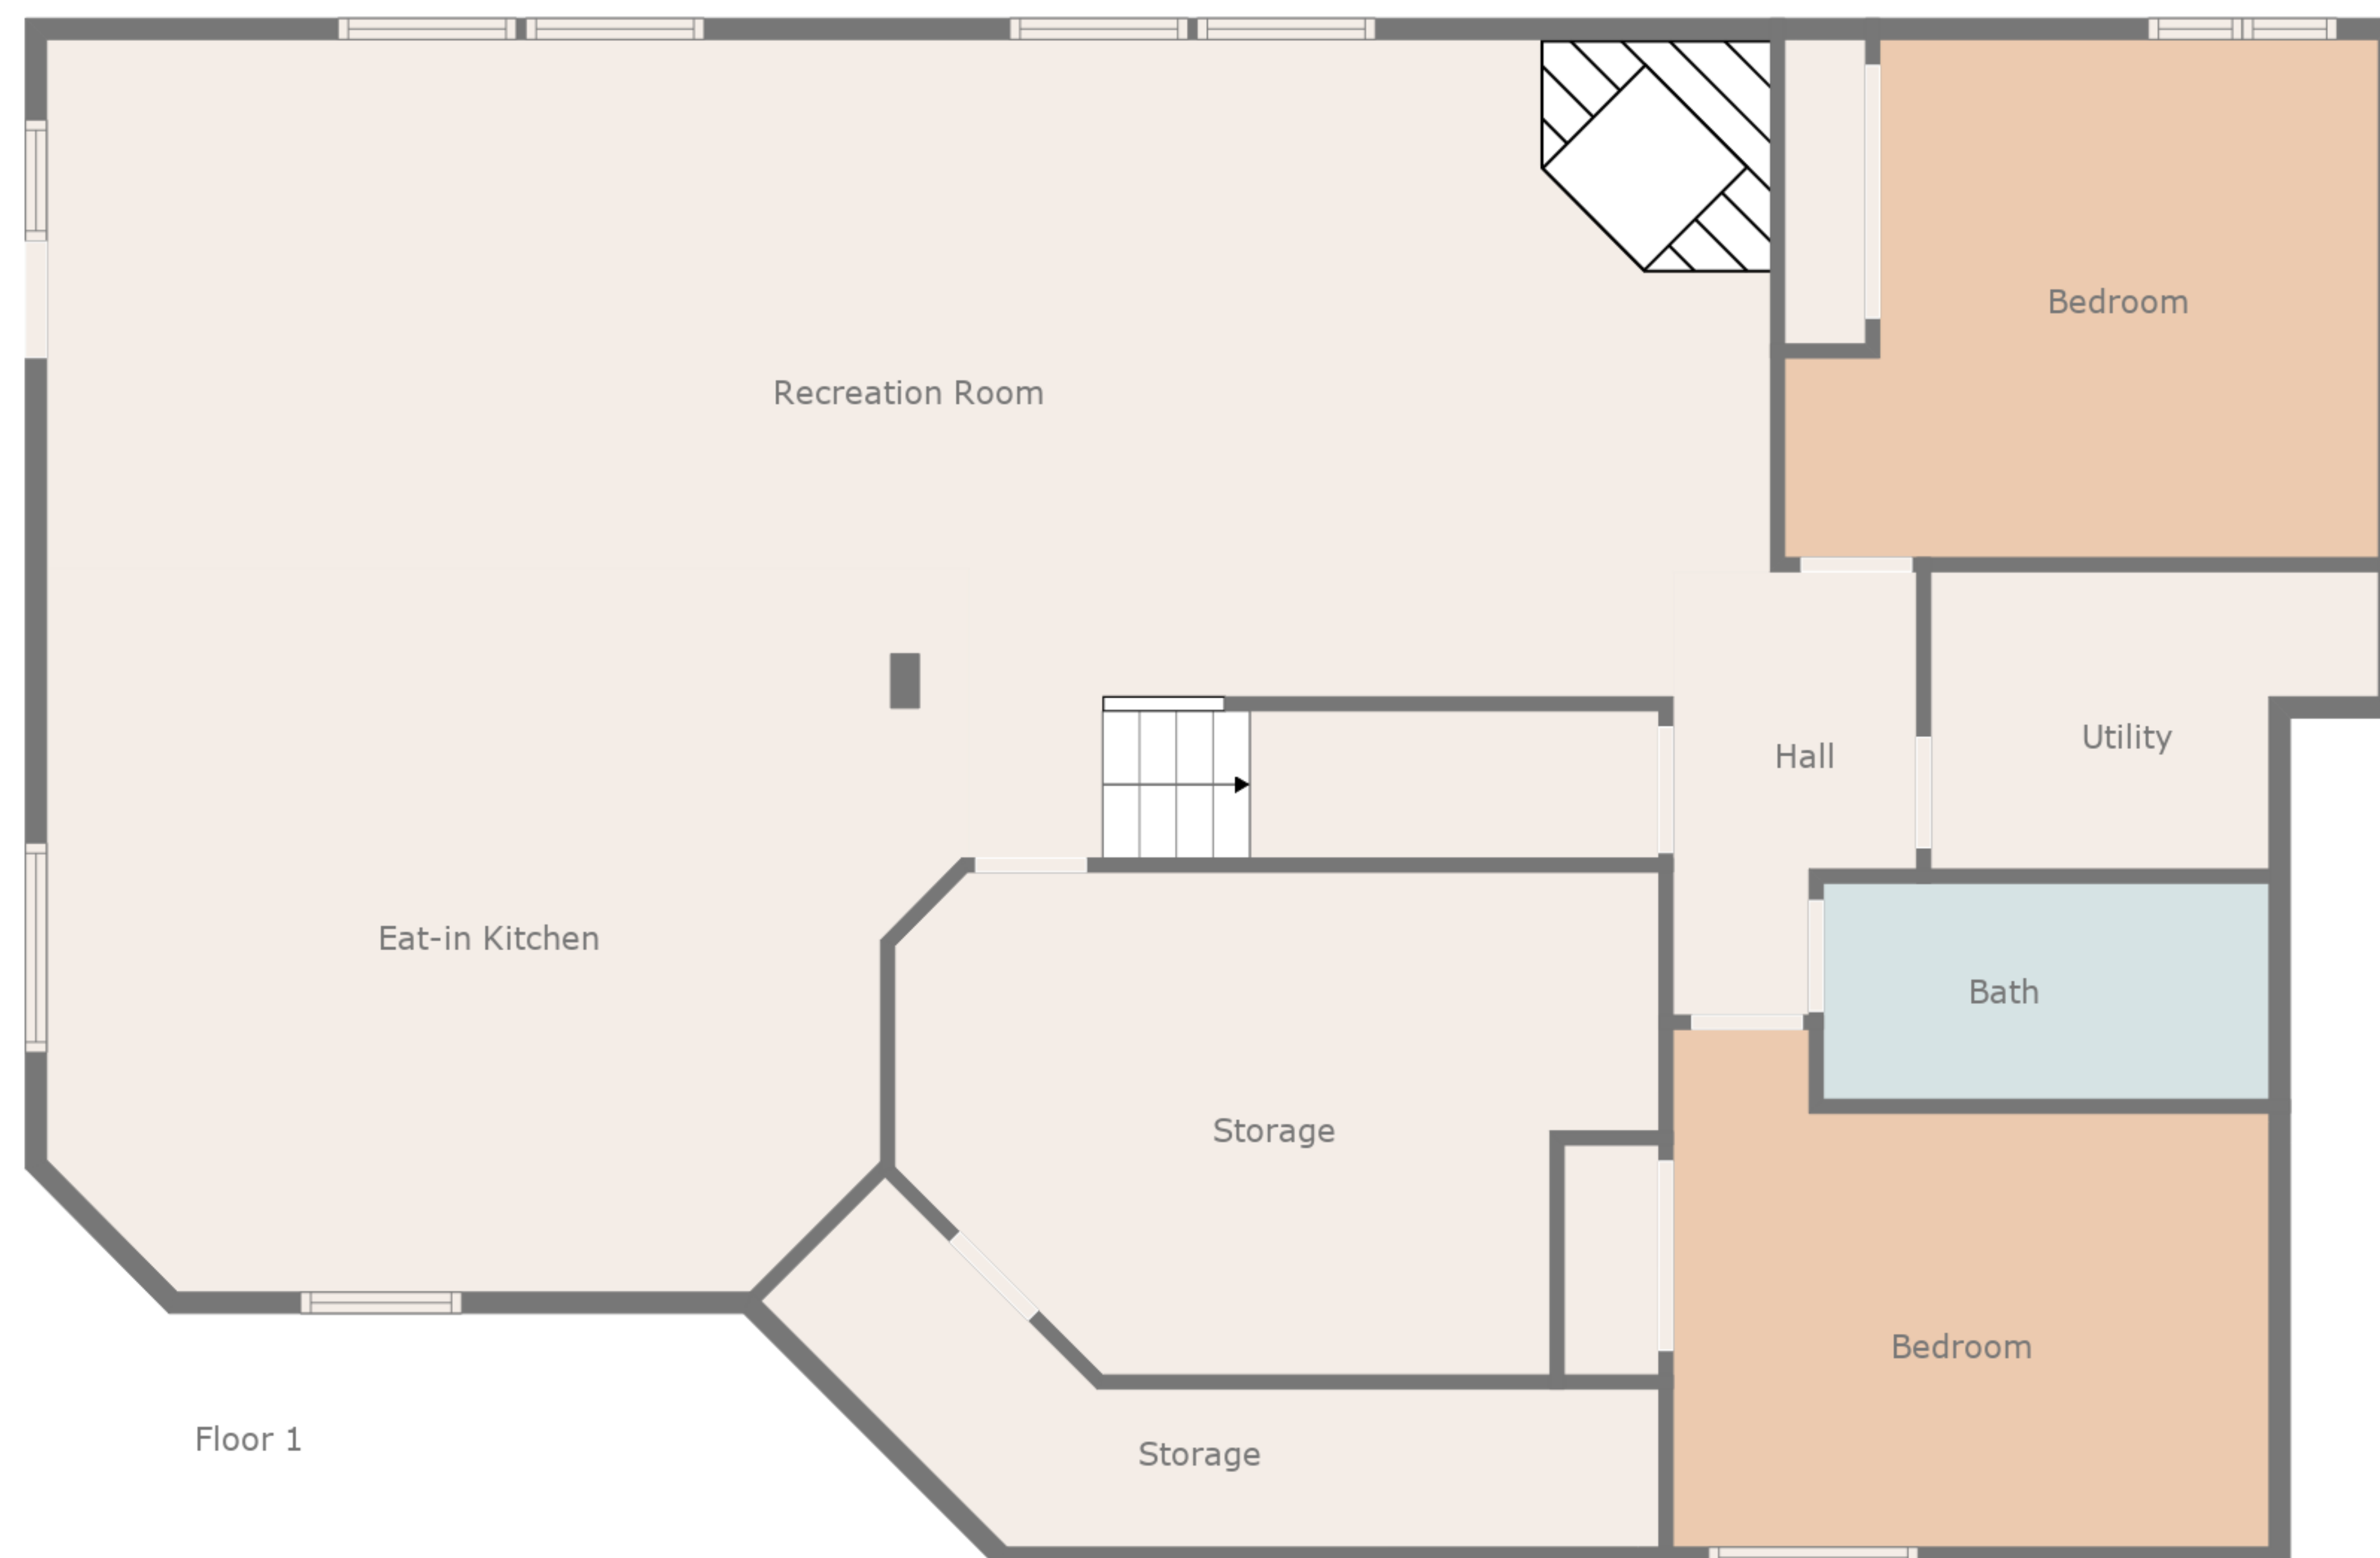 Bedroom
Recreation Room
Utility
Hall
Eat-in Kitchen
Bath
Storage
Bedroom
Floor 1
Storage